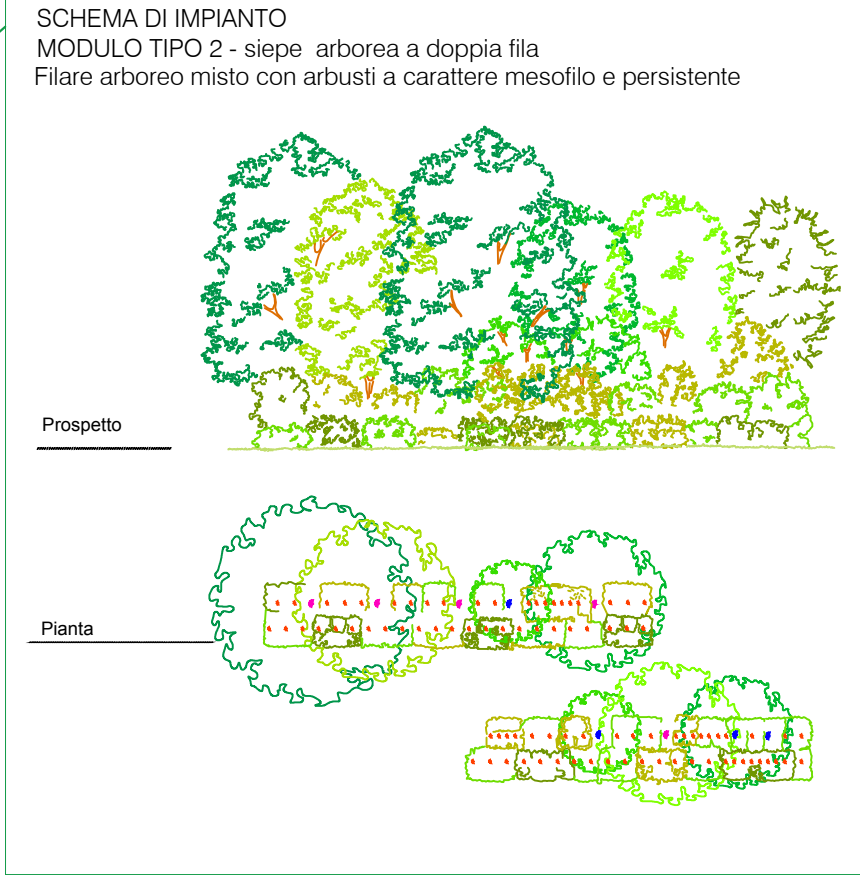 SCHEMA DI IMPIANTO
MODULO TIPO 2 - siepe arborea a doppia fila
Filare arboreo misto con arbusti a carattere mesofilo e persistente
Prospetto
Pianta